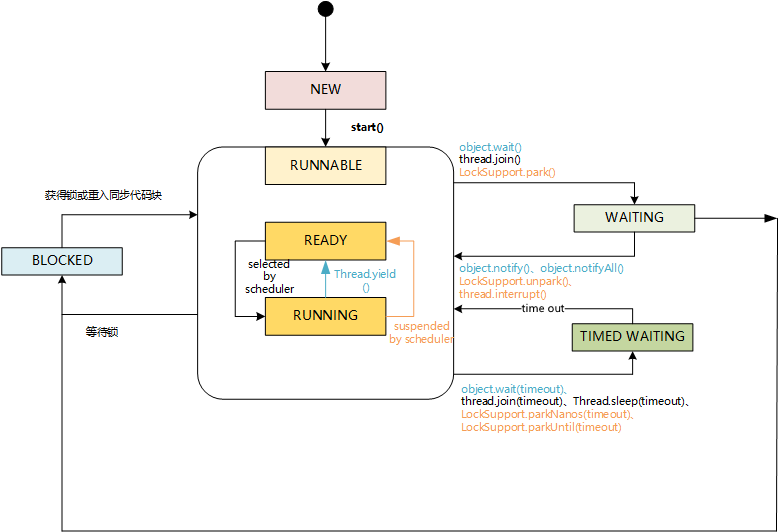 NEW
start()
RUNNABLE
object.wait()
thread.join()
LockSupport.park()
获得锁或重入同步代码块
WAITING
READY
BLOCKED
selected
by
scheduler
Thread.yield
()
object.notify()、object.notifyAll()
LockSupport.unpark()、
thread.interrupt()
time out
RUNNING
等待锁
suspended
by scheduler
TIMED WAITING
object.wait(timeout)、
thread.join(timeout)、Thread.sleep(timeout)、
LockSupport.parkNanos(timeout)、
LockSupport.parkUntil(timeout)